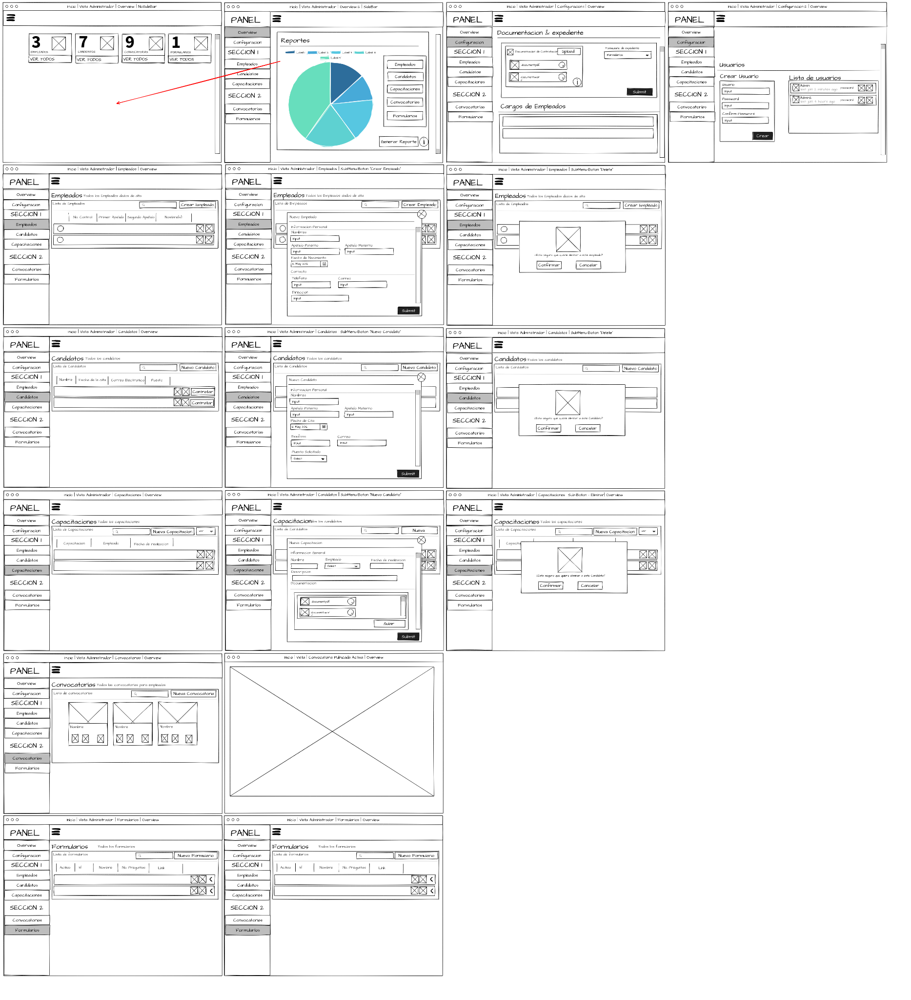 Inicio | Vista Administrador | Overview | NoSideBar
3
EMPLEADOS
VER TODOS
7
CANDIDATOS
VER TODOS
9
CONVOCATORIAS
VER TODOS
1
FORMULARIOS
VER TODOS
Inicio | Vista Administrador | Overview-2 | SideBar
PANEL
Overview
Configuracion
SECCION 1
Empleados
Candidatos
Capacitaciones
SECCION 2
Convocatorias
Formularios
Reportes
Label 1 Label 2 Label 3 Label 4
Label 5
Empleados
Candidatos
Capacitaciones
Convocatorias
Formularios
Generar Reporte
i
Inicio | Vista Administrador | Configuracion-1 | Overview
PANEL
Overview
Configuracion
SECCION 1
Empleados
Candidatos
Capacitaciones
SECCION 2
Convocatorias
Formularios
Documentacion & expediente
Documentacion de Contratacion
Upload
document.pdf
document.wor
d
i
Formulario de expediente
Formularios
Submit
Cargos de Empleados
Inicio | Vista Administrador | Configuracion-2 | Overview
PANEL
Overview
Configuracion
SECCION 1
Empleados
Candidatos
Capacitaciones
SECCION 2
Convocatorias
Formularios
Usuarios
Crear Usuario
Usuario
Input
Password
Input
Confirm Password
Input
Crear
Lista de usuarios
Admin
last join 2 minutes ago
password
Admin2
last join 4 hours ago
password
Inicio | Vista Administrador | Empleados | Overview
PANEL
Overview
Configuracion
SECCION 1
Empleados
Candidatos
Capacitaciones
SECCION 2
Convocatorias
Formularios
Empleados Todos los Empleados dados de alta
Lista de Empleados
Crear Empleado
No. Control | Primer Apellido | Segundo Apellido | Nombre(s)
Inicio | Vista Administrador | Empleados | SubMenu-Boton "Crear Empleado"
PANEL
Overview
Configuracion
SECCION 1
Empleados
Candidatos
Capacitaciones
SECCION 2
Convocatorias
Formularios
Empleados Todos los Empleados dados de alta
Lista de Empleados
Crear Empleado
Nuevo Empelado
Informacion Personal
Nombres
Input
Apellido Paterno
Apellido Materno
Input
Input
Fecha de Nacimiento
16 May 2016
Contacto
Telefono
Correo
Input
Input
Direccion
Input
Submit
Inicio | Vista Administrador | Empleados | SubMenu-Boton "Delete"
PANEL
Overview
Configuracion
SECCION 1
Empleados
Candidatos
Capacitaciones
SECCION 2
Convocatorias
Formularios
Empleados Todos los Empleados dados de alta
Lista de Empleados
Crear Empleado
¿Esta seguro que quiere eliminar a este empleado?
Confirmar
Cancelar
Inicio | Vista Administrador | Candidatos | Overview
PANEL
Overview
Configuracion
SECCION 1
Empleados
Candidatos
Capacitaciones
SECCION 2
Convocatorias
Formularios
Candidatos Todos los candidatos
Lista de Candidatos
Nuevo Candidato
Nombre | Fecha de la cita | Correo Electronico | Puesto
Contratar
Contratar
Inicio | Vista Administrador | Candidatos | SubMenu-Boton "Nuevo Candidato"
PANEL
Overview
Configuracion
SECCION 1
Empleados
Candidatos
Capacitaciones
SECCION 2
Convocatorias
Formularios
Candidatos Todos los candidatos
Lista de Candidatos
Nuevo Candidato
Nuevo Candidato
Informacion Personal
Nombres
Input
Apellido Paterno
Apellido Materno
Input
Input
Fecha de Cita
16 May 2016
Telefono
Correo
Input
Input
Puesto Solicitado
Select
Submit
Inicio | Vista Administrador | Candidatos | SubMenu-Boton "Delete"
PANEL
Overview
Configuracion
SECCION 1
Empleados
Candidatos
Capacitaciones
SECCION 2
Convocatorias
Formularios
Candidatos Todos los candidatos
Lista de Candidatos
Nuevo Candidato
¿Esta seguro que quiere eliminar a este Candidato?
Confirmar
Cancelar
Inicio | Vista Administrador | Capacitaciones | Overview
PANEL
Overview
Configuracion
SECCION 1
Empleados
Candidatos
Capacitaciones
SECCION 2
Convocatorias
Formularios
Capacitaciones Todas las capacitaciones
Lista de Capacitaciones
Nueva Capacitacion
Capacitacion | Empleado | Fecha de realizacion
Inicio | Vista Administrador | Candidatos | SubMenu-Boton "Nuevo Candidato"
PANEL
Overview
Configuracion
SECCION 1
Empleados
Candidatos
Capacitaciones
SECCION 2
Convocatorias
Formularios
Capacitacion los candidatos
Lista de Candidatos
Nueva
Nueva Capacitacion
Informacion General
Nombre
Empleado
Fecha de realizacion
Select
Descripcion
Documentacion
document.pdf
document.wor
d
Subir
Submit
Inicio | Vista Administrador | Capacitaciones Sub-Boton - Eliminar| Overview
PANEL
Overview
Configuracion
SECCION 1
Empleados
Candidatos
Capacitaciones
SECCION 2
Convocatorias
Formularios
Capacitaciones Todas las capacitaciones
Lista de Capacitaciones
Nueva Capacitacion
Capacita
¿Esta seguro que quiere eliminar a este Candidato?
Confirmar
Cancelar
Inicio | Vista Administrador | Convocatorias | Overview
PANEL
Overview
Configuracion
SECCION 1
Empleados
Candidatos
Capacitaciones
SECCION 2
Convocatorias
Formularios
Convocatorias Todas las convocatorias para empleados
Lista de convocatorias
Nueva Convocatoria
Nombre
Nombre
Nombre
Inicio | Vista | Convocatoria Publicada Activa | Overview
Inicio | Vista Administrador | Formularios | Overview
PANEL
Overview
Configuracion
SECCION 1
Empleados
Candidatos
Capacitaciones
SECCION 2
Convocatorias
Formularios
Formularios Todos los formularios
Lista de formularios
Nuevo Formulario
Activo | Id | Nombre | No. Preguntas | Link
Inicio | Vista Administrador | Formularios | Overview
PANEL
Overview
Configuracion
SECCION 1
Empleados
Candidatos
Capacitaciones
SECCION 2
Convocatorias
Formularios
Formularios Todos los formularios
Lista de formularios
Nuevo Formulario
Activo | Id | Nombre | No. Preguntas | Link